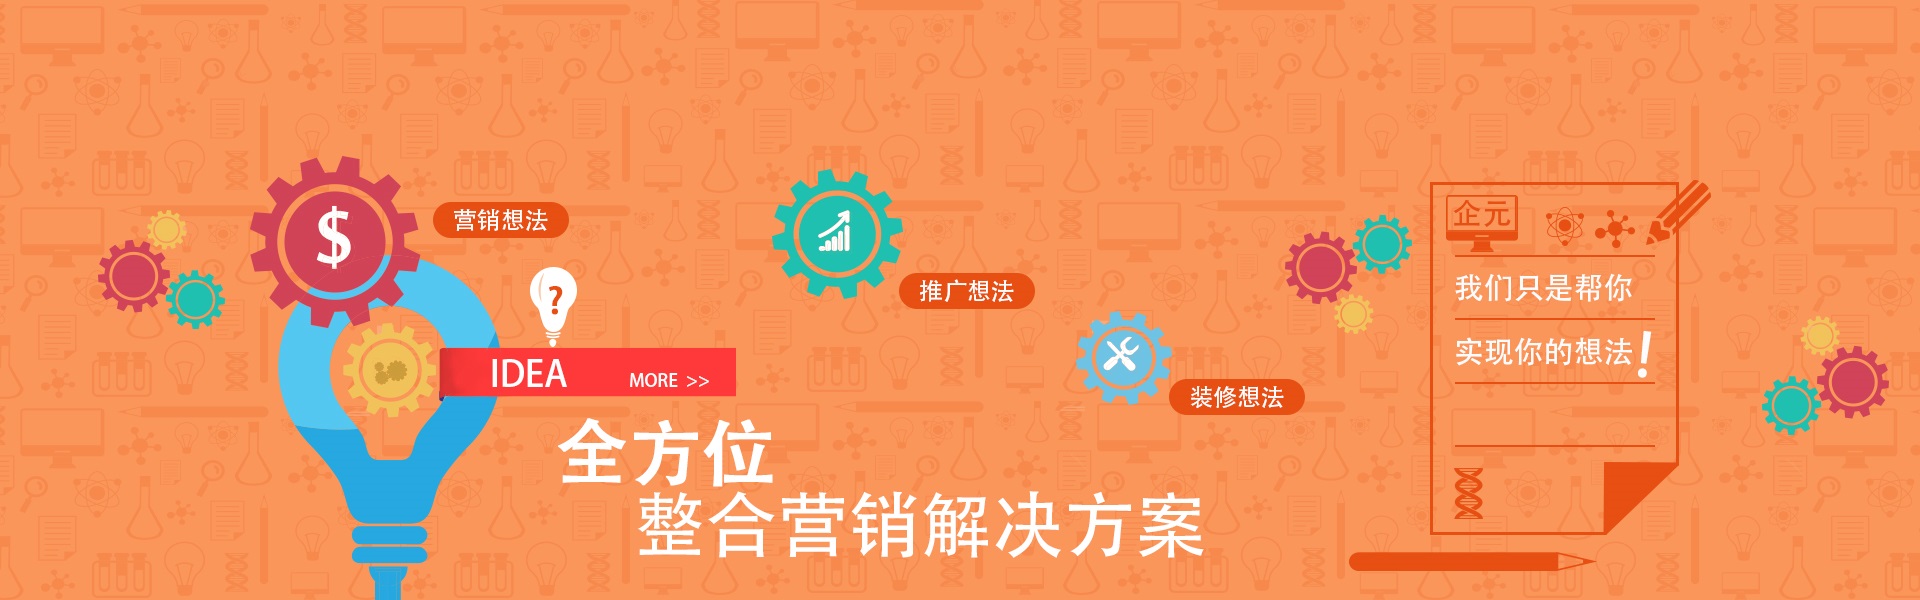 $
营销想法
?
IDEA
MORE >>
推广想法
装修想法
全方位
整合营销解决方案
企元
我们只是帮你
实现你的想法!